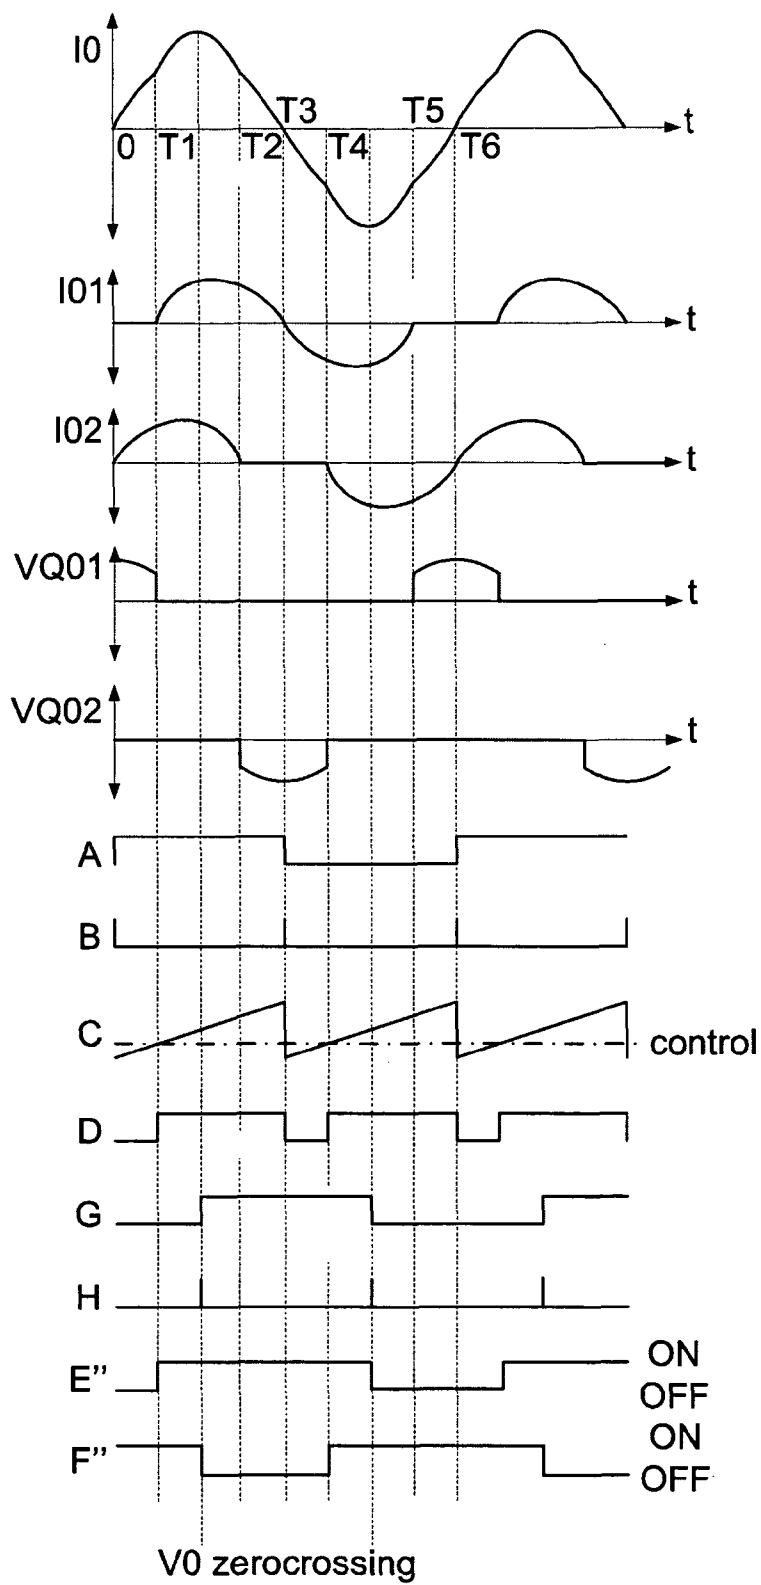 I0
T3
T5
t
0
T1
T2
T4
T6
I01
t
I02
t
VQ01
t
VQ02
t
A
B
C
control
D
G
H
E”
ON
OFF
F”
ON
OFF
V0 zerocrossing